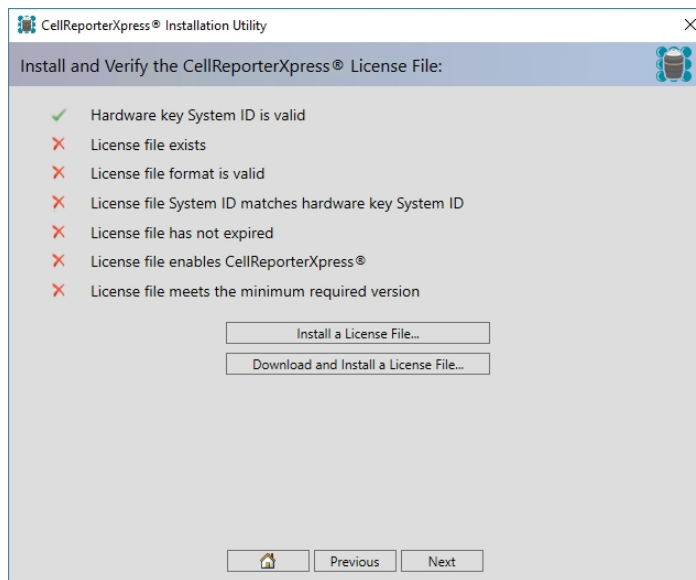 CellReporterXpress® Installation Utility
Install and Verify the CellReporterXpress® License File:
Hardware key System ID is valid
License file exists
License file format is valid
License file System ID matches hardware key System ID
License file has not expired
License file enables CellReporterXpress®
License file meets the minimum required version
Install a License File...
Download and Install a License File...
Previous Next